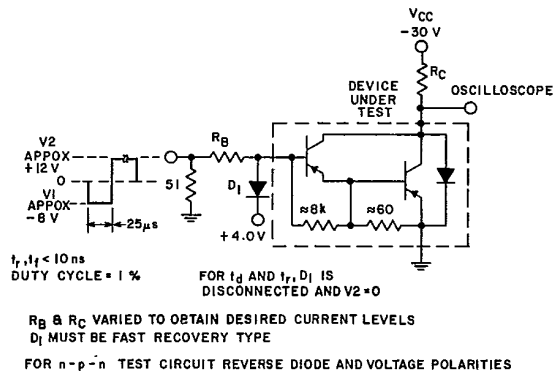 VCC
-30 V
RC
OSCILLOSCOPE
DEVICE
UNDER
TEST
V2
APPOX
+12 V
0
V1
APPOX
-8 V
25μs
51
RB
D1
+4.0V
≈8k
≈60
tr, tf < 10 ns
DUTY CYCLE = 1 %
FOR td AND tr, D1 IS
DISCONNECTED AND V2=0
RB & RC VARIED TO OBTAIN DESIRED CURRENT LEVELS
D1 MUST BE FAST RECOVERY TYPE
FOR n-p-n TEST CIRCUIT REVERSE DIODE AND VOLTAGE POLARITIES